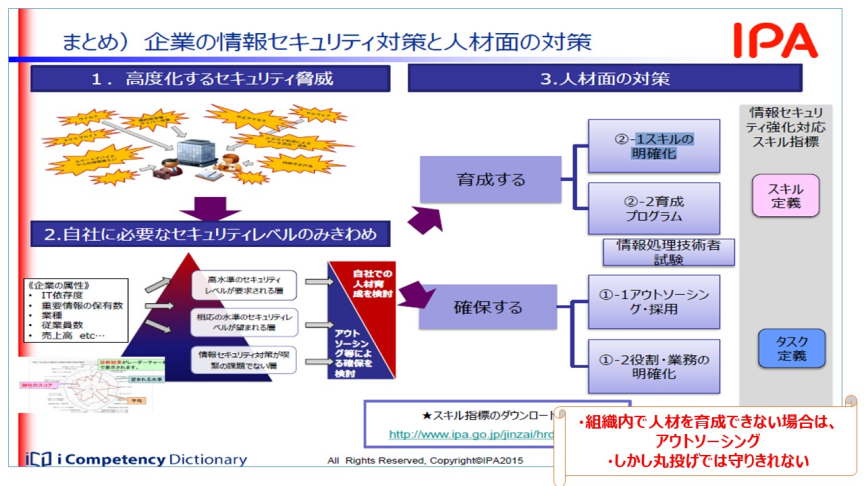 まとめ）企業の情報セキュリティ対策と人材面の対策
IPA
１．高度化するセキュリティ脅威
２.自社に必要なセキュリティレベルのみきわめ
《企業の属性》
• IT依存度
• 重要情報の保有数
• 業種
• 従業員数
• 売上高 etc…
高水準のセキュリティ
レベルが要求される層
相応の水準のセキュリティレ
ベルが望まれる層
情報セキュリティ対策が喫
緊の課題でない層
自社での
人材育
成を検討
アウト
ソーシン
グ等によ
る確保を
検討
３.人材面の対策
育成する
②-1スキルの
明確化
②-2育成
プログラム
情報処理技術者
試験
確保する
①-1アウトソーシン
グ・採用
①-2役割・業務の
明確化
情報セキュリ
ティ強化対応
スキル指標
スキル
定義
タスク
定義
★スキル指標のダウンロード
http://www.ipa.go.jp/jinzai/hrd
・組織内で人材を育成できない場合は、
アウトソーシング
・しかし丸投げでは守りきれない
i Competency Dictionary
All Rights Reserved, Copyright©IPA2015